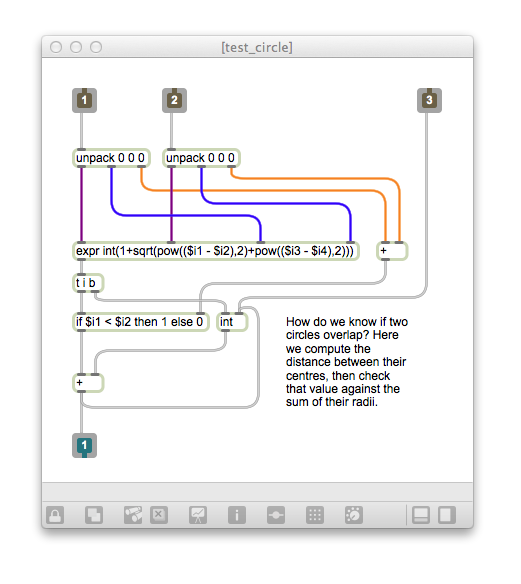 [test_circle]
1
2
3
unpack 0 0 0
unpack 0 0 0
expr int(1+sqrt(pow(($i1 - $i2),2)+pow(($i3 - $i4),2)))
+
t i b
if $i1 < $i2 then 1 else 0
int
How do we know if two
circles overlap? Here
we compute the
distance between their
centres, then check
that value against the
sum of their radii.
+
1